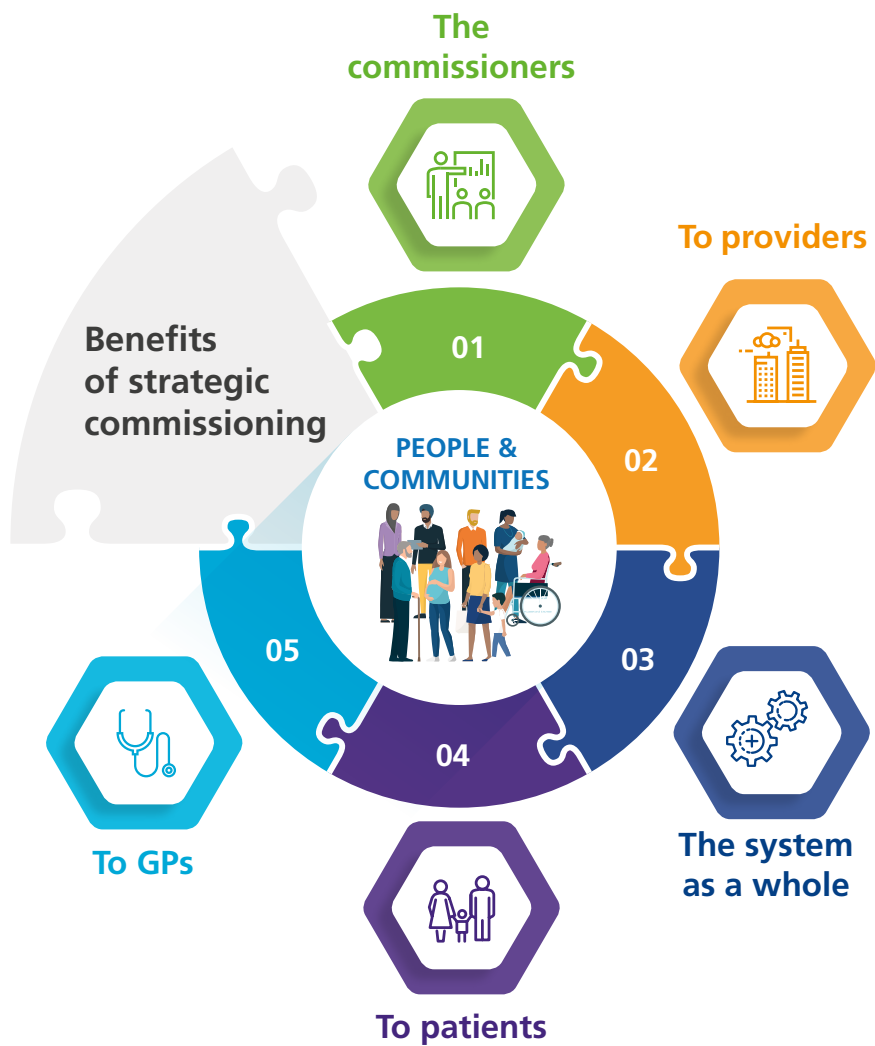 The
commissioners
To providers
Benefits
of strategic
commissioning
01
02
PEOPLE &
COMMUNITIES
03
04
05
The system
as a whole
To GPs
To patients